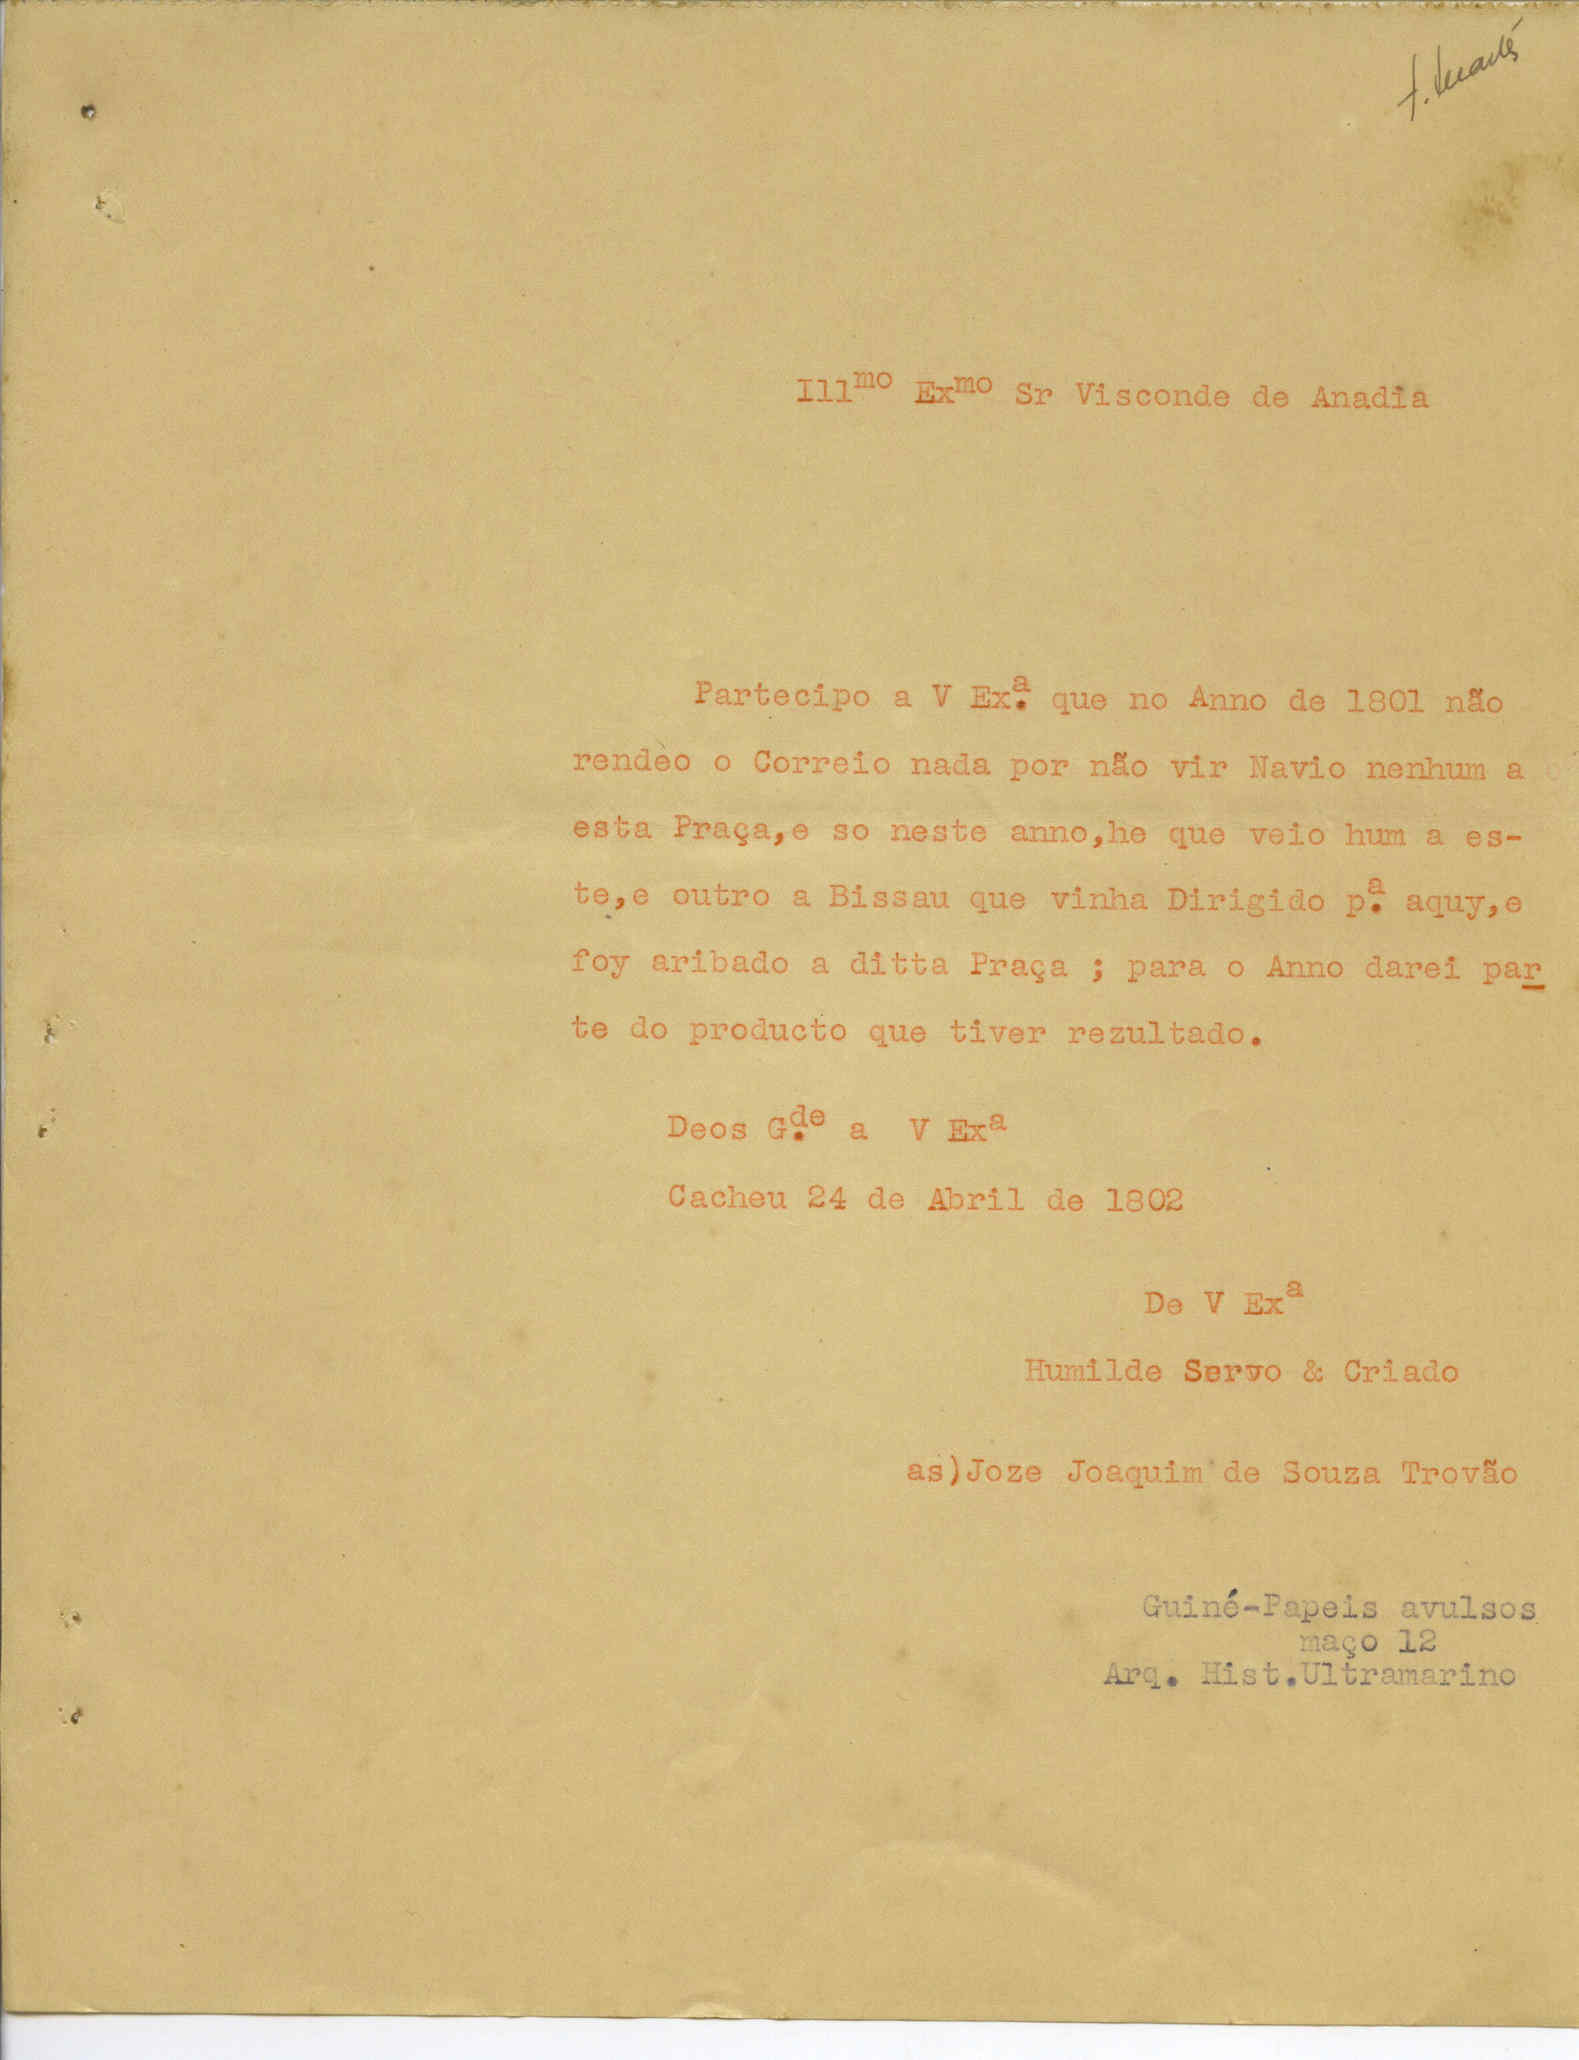 Illmo Exmo Sr Visconde de Anadia
Partecipo a V Ex.a que no Anno de 1801 não
rendèo o Correio nada por não vir Navio nenhum a
esta Praça,e so neste anno,he que veio hum a es-
te,e outro a Bissau que vinha Dirigido p.a aquy,e
foy aribado a ditta Praça ; para o Anno darei par
te do producto que tiver rezultado.
Deos G.de a V Exa
Cacheu 24 de Abril de 1802
De V Exa
Humilde Servo & Criado
as)Joze Joaquim de Souza Trovão
Guiné-Papeis avulsos
maço 12
Arq. Hist.Ultramarino